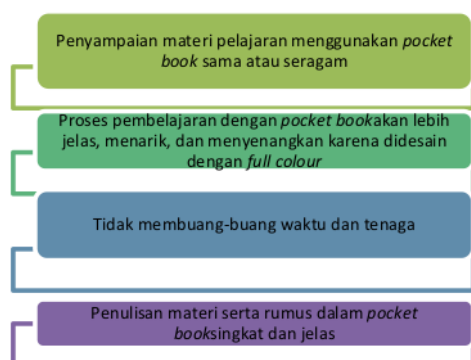 Penyampaian materi pelajaran menggunakan pocket
book sama atau seragam
Proses pembelajaran dengan pocket bookakan lebih
jelas, menarik, dan menyenangkan karena didesain
dengan full colour
Tidak membuang-buang waktu dan tenaga
Penulisan materi serta rumus dalam pocket
booksingkat dan jelas